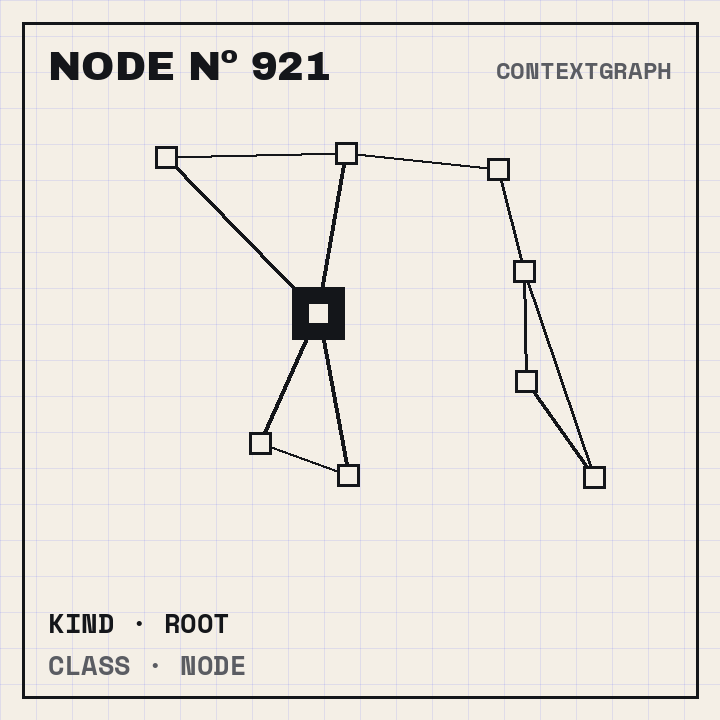 NODE Nº 921
CONTEXTGRAPH
KIND · ROOT
CLASS · NODE